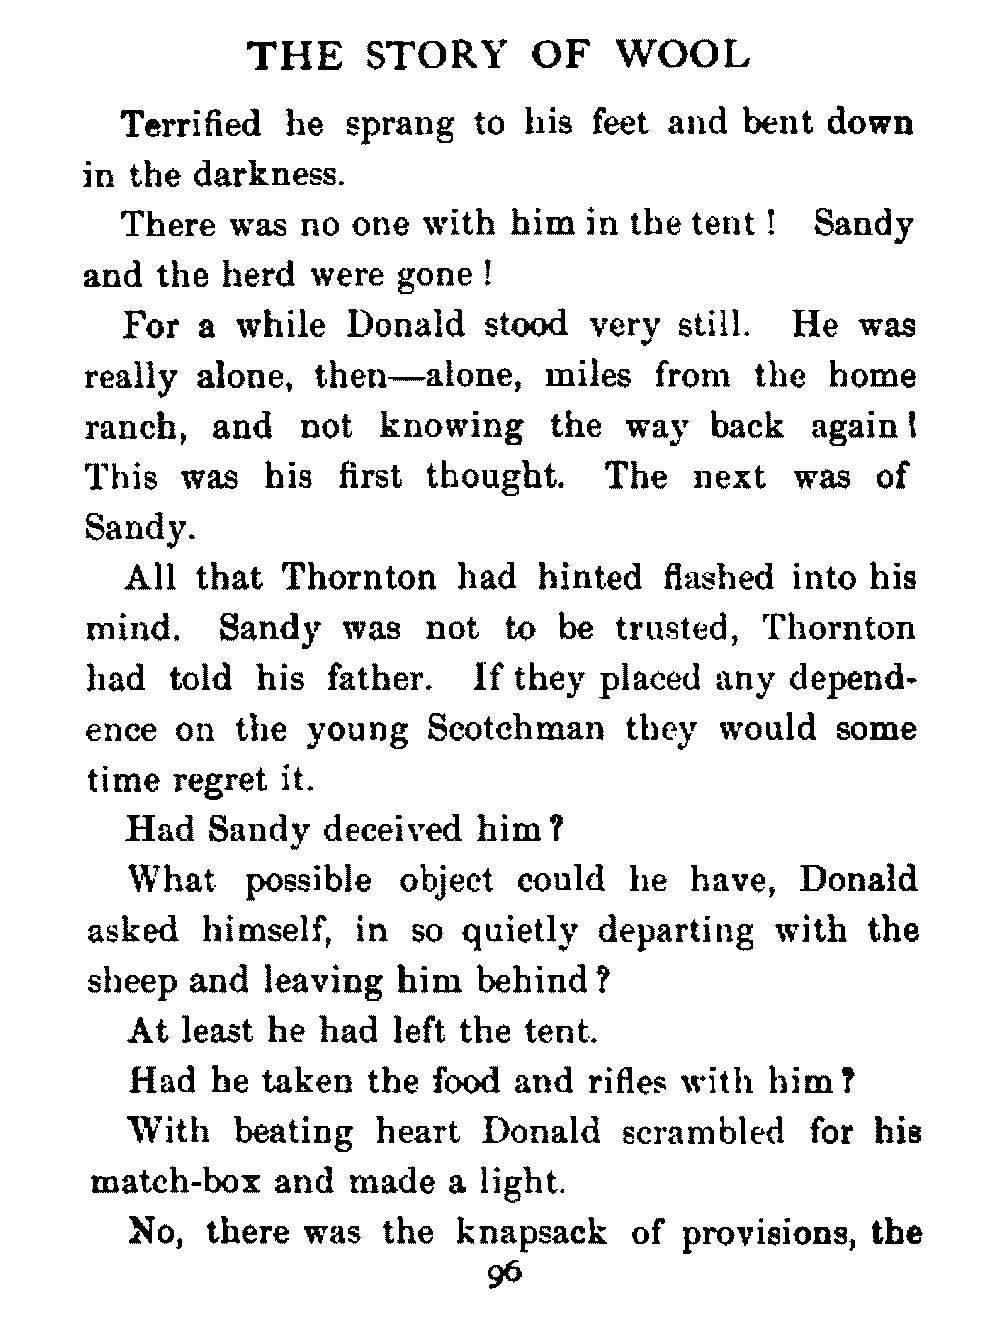 THE STORY OF WOOL
Terrified he sprang to his feet and bent down
in the darkness.
There was no one with him in the tent! Sandy
and the herd were gone!
For a while Donald stood very still. He was
really alone, then—alone, miles from the home
ranch, and not knowing the way back again!
This was his first thought. The next was of
Sandy.
All that Thornton had hinted flashed into his
mind. Sandy was not to be trusted, Thornton
had told his father. If they placed any depend-
ence on the young Scotchman they would some
time regret it.
Had Sandy deceived him?
What possible object could he have, Donald
asked himself, in so quietly departing with the
sheep and leaving him behind?
At least he had left the tent.
Had he taken the food and rifles with him?
With beating heart Donald scrambled for his
match-box and made a light.
No, there was the knapsack of provisions, the
96